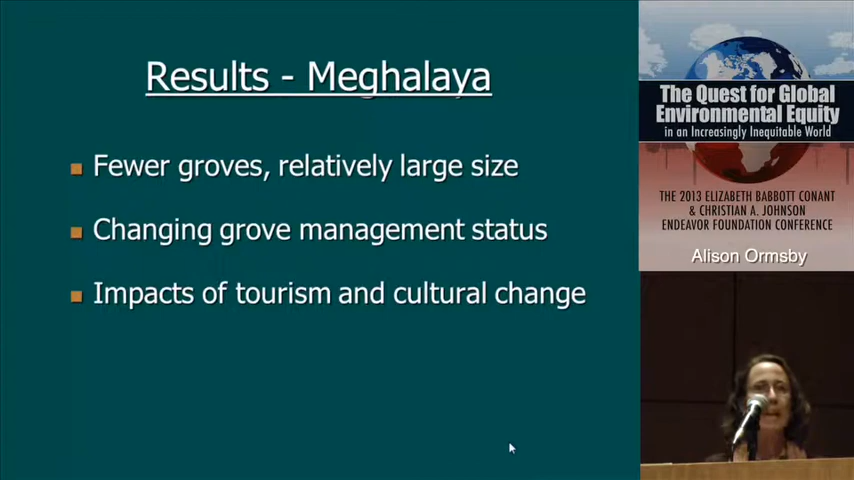 Results - Meghalaya
Fewer groves, relatively large size
Changing grove management status
Impacts of tourism and cultural change
The Quest for Global
Environmental Equity
in an Increasingly Inequitable World
THE 2013 ELIZABETH BABBOTT CONANT
& CHRISTIAN A. JOHNSON
ENDEAVOR FOUNDATION CONFERENCE
Alison Ormsby